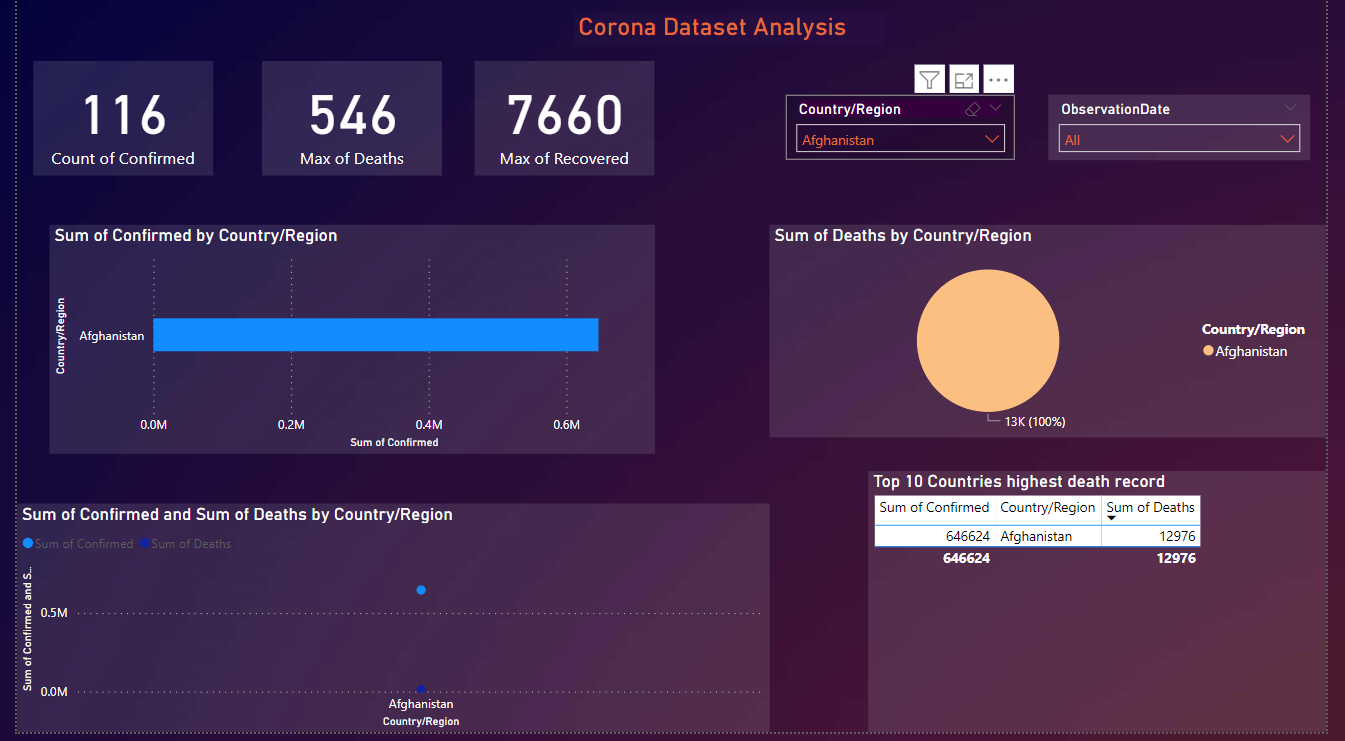 Corona Dataset Analysis
116
Count of Confirmed
546
Max of Deaths
7660
Max of Recovered
Country/Region
Afghanistan
ObservationDate
All
Sum of Confirmed by Country/Region
Country/Region
Afghanistan
0.0M 0.2M 0.4M 0.6M
Sum of Confirmed
Sum of Deaths by Country/Region
13K (100%)
Country/Region
Afghanistan
Sum of Confirmed and Sum of Deaths by Country/Region
Sum of Confirmed Sum of Deaths
Sum of Confirmed and S...
0.5M
0.0M
Afghanistan
Country/Region
Top 10 Countries highest death record
Sum of Confirmed Country/Region Sum of Deaths
646624 Afghanistan 12976
646624 12976